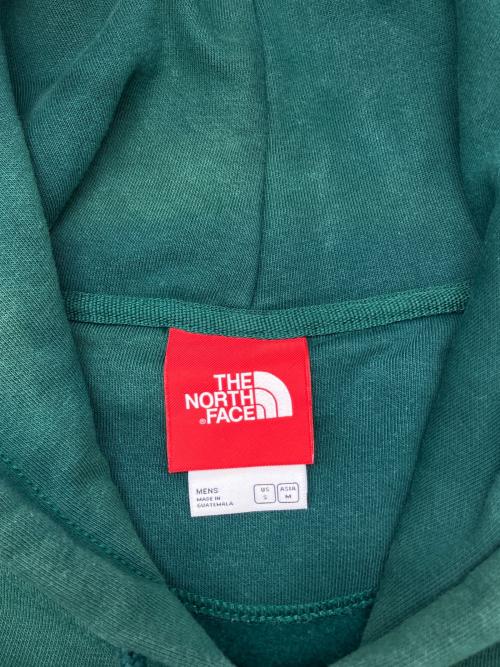 THE
NORTH
®FACE
MENS
MADE IN
GUATEMALA
US
S
ASIA
M